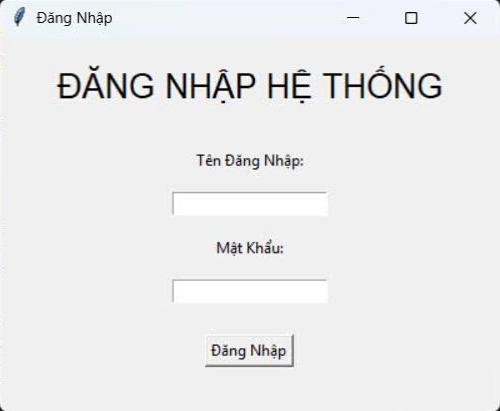 Đăng Nhập
ĐĂNG NHẬP HỆ THỐNG
Tên Đăng Nhập:
Mật Khẩu:
Đăng Nhập